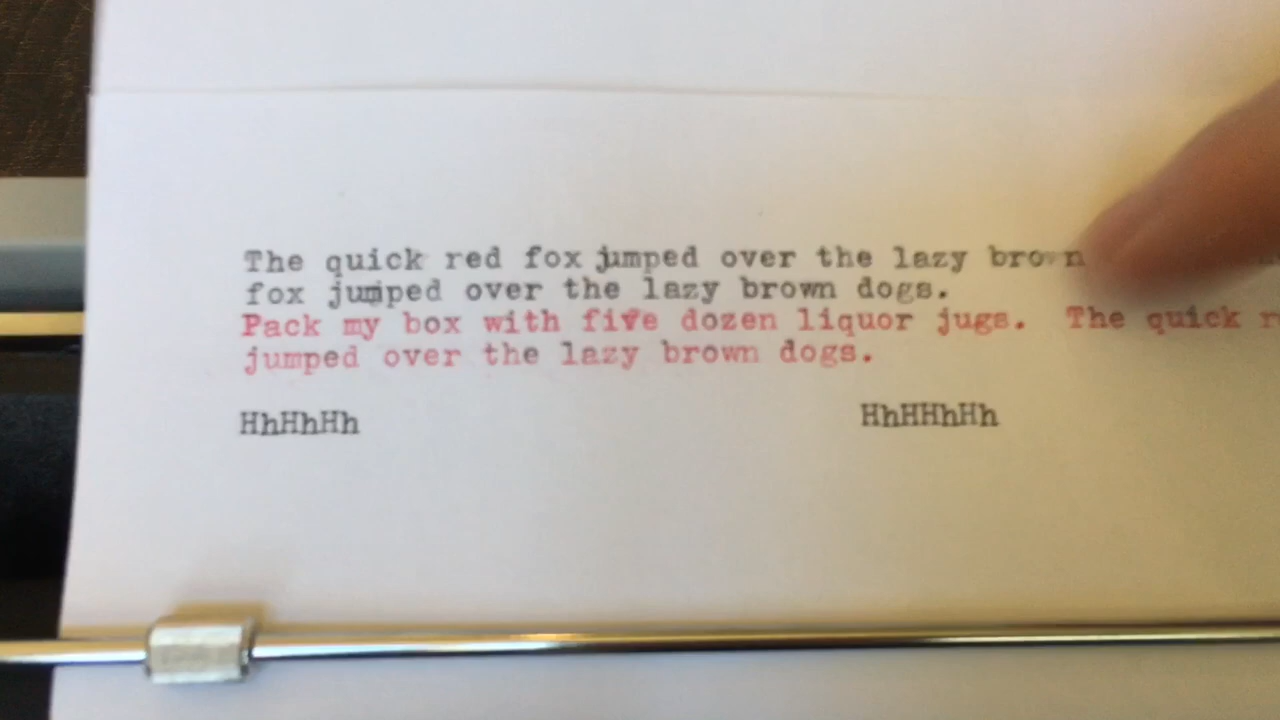 The quick red fox jumped over the lazy brown
fox jumped over the lazy brown dogs.
Pack my box with five dozen liquor jugs. The quick
jumped over the lazy brown dogs.
HhHhHh HhHHhHh